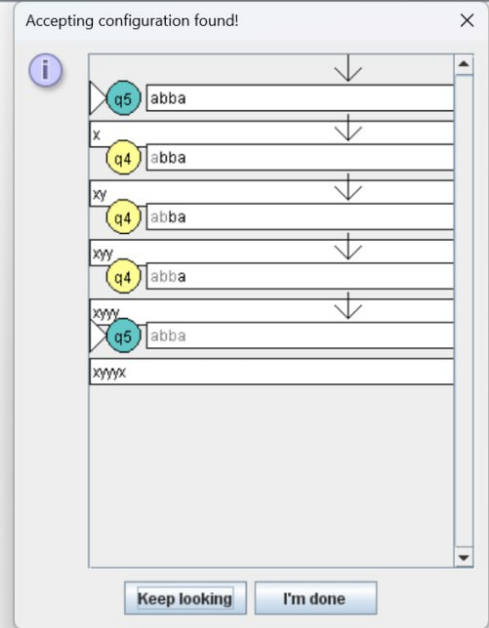 Accepting configuration found!
i
q5 abba
x
q4 abba
xy
q4 abba
xyy
q4 abba
xyyy
q5 abba
xyyyx
Keep looking I'm done